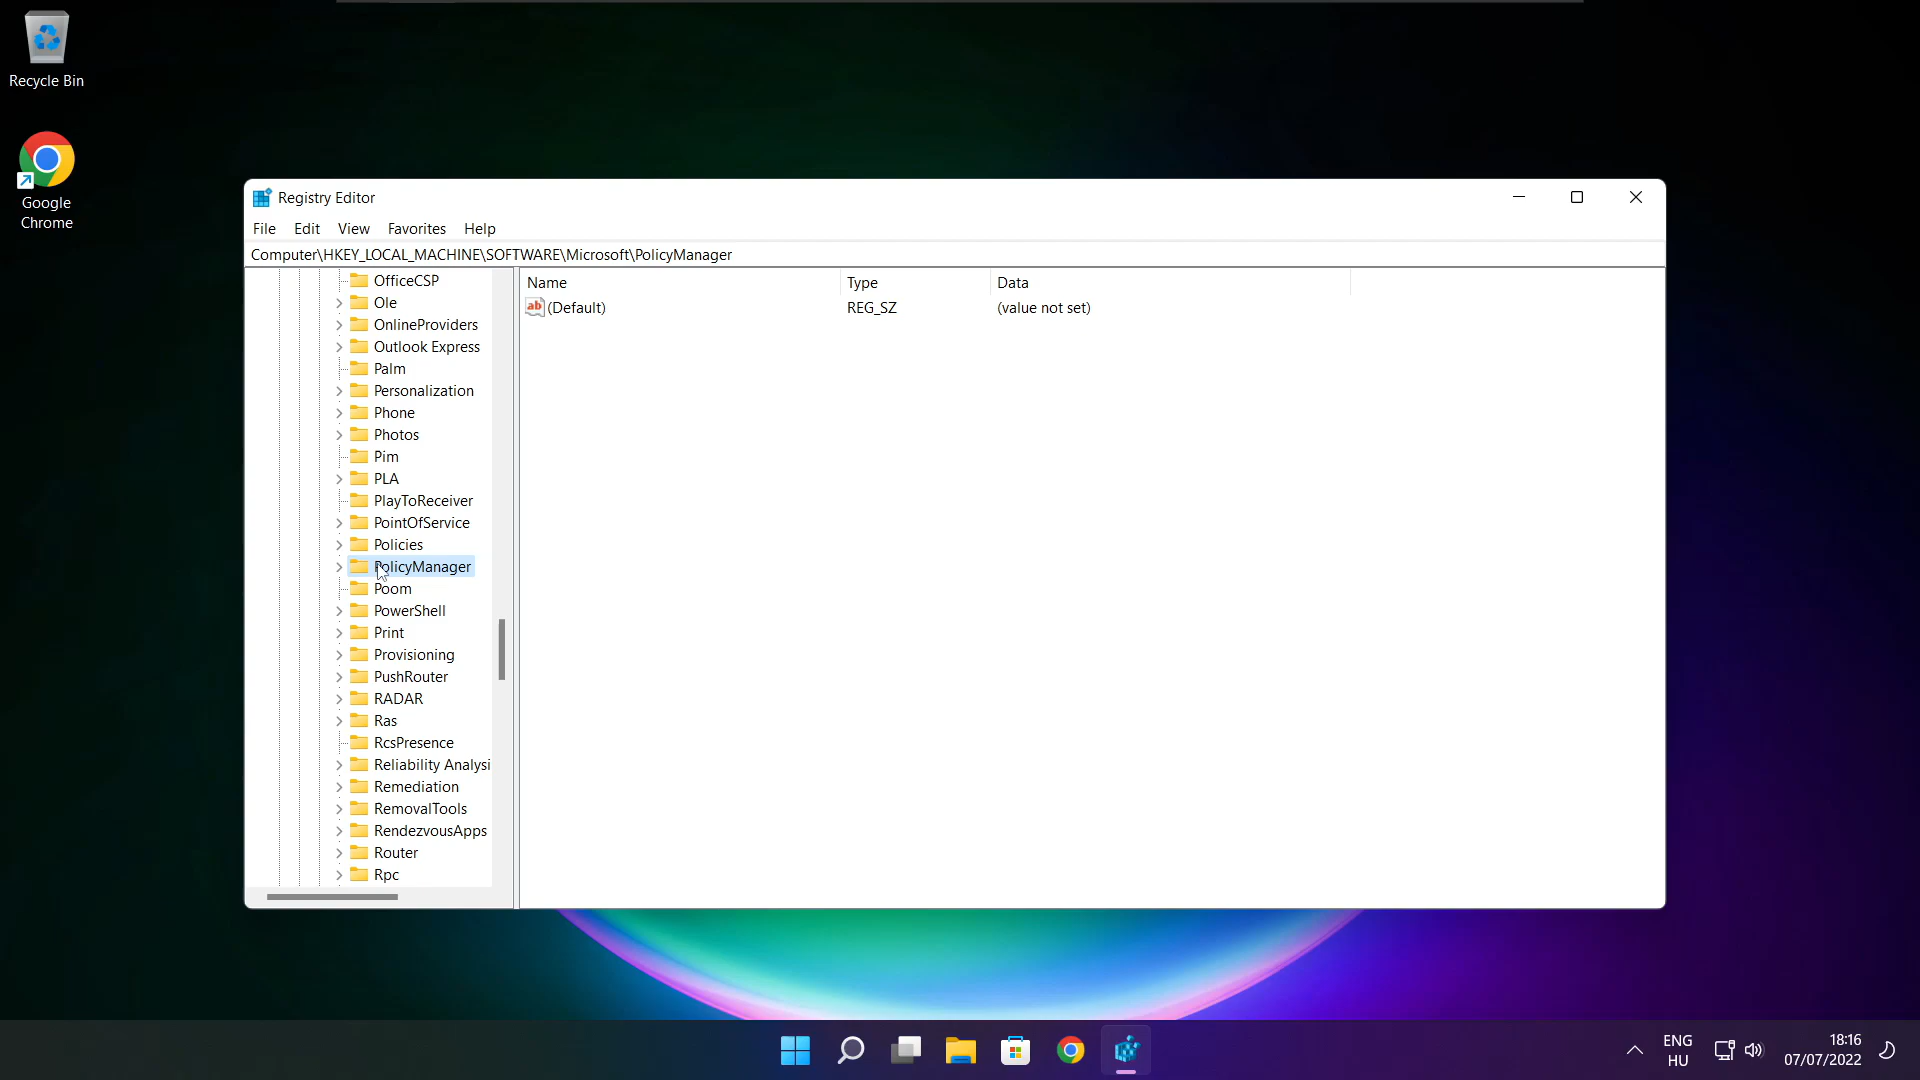 Recycle Bin
Google
Chrome
Registry Editor
File Edit View Favorites Help
Computer\HKEY_LOCAL_MACHINE\SOFTWARE\Microsoft\PolicyManager
OfficeCSP
Ole
OnlineProviders
Outlook Express
Palm
Personalization
Phone
Photos
Pim
PLA
PlayToReceiver
PointOfService
Policies
PolicyManager
Poom
PowerShell
Print
Provisioning
PushRouter
RADAR
Ras
RcsPresence
Reliability Analysi
Remediation
RemovalTools
RendezvousApps
Router
Rpc
Name Type Data
ab (Default) REG_SZ (value not set)
ENG
HU
18:16
07/07/2022